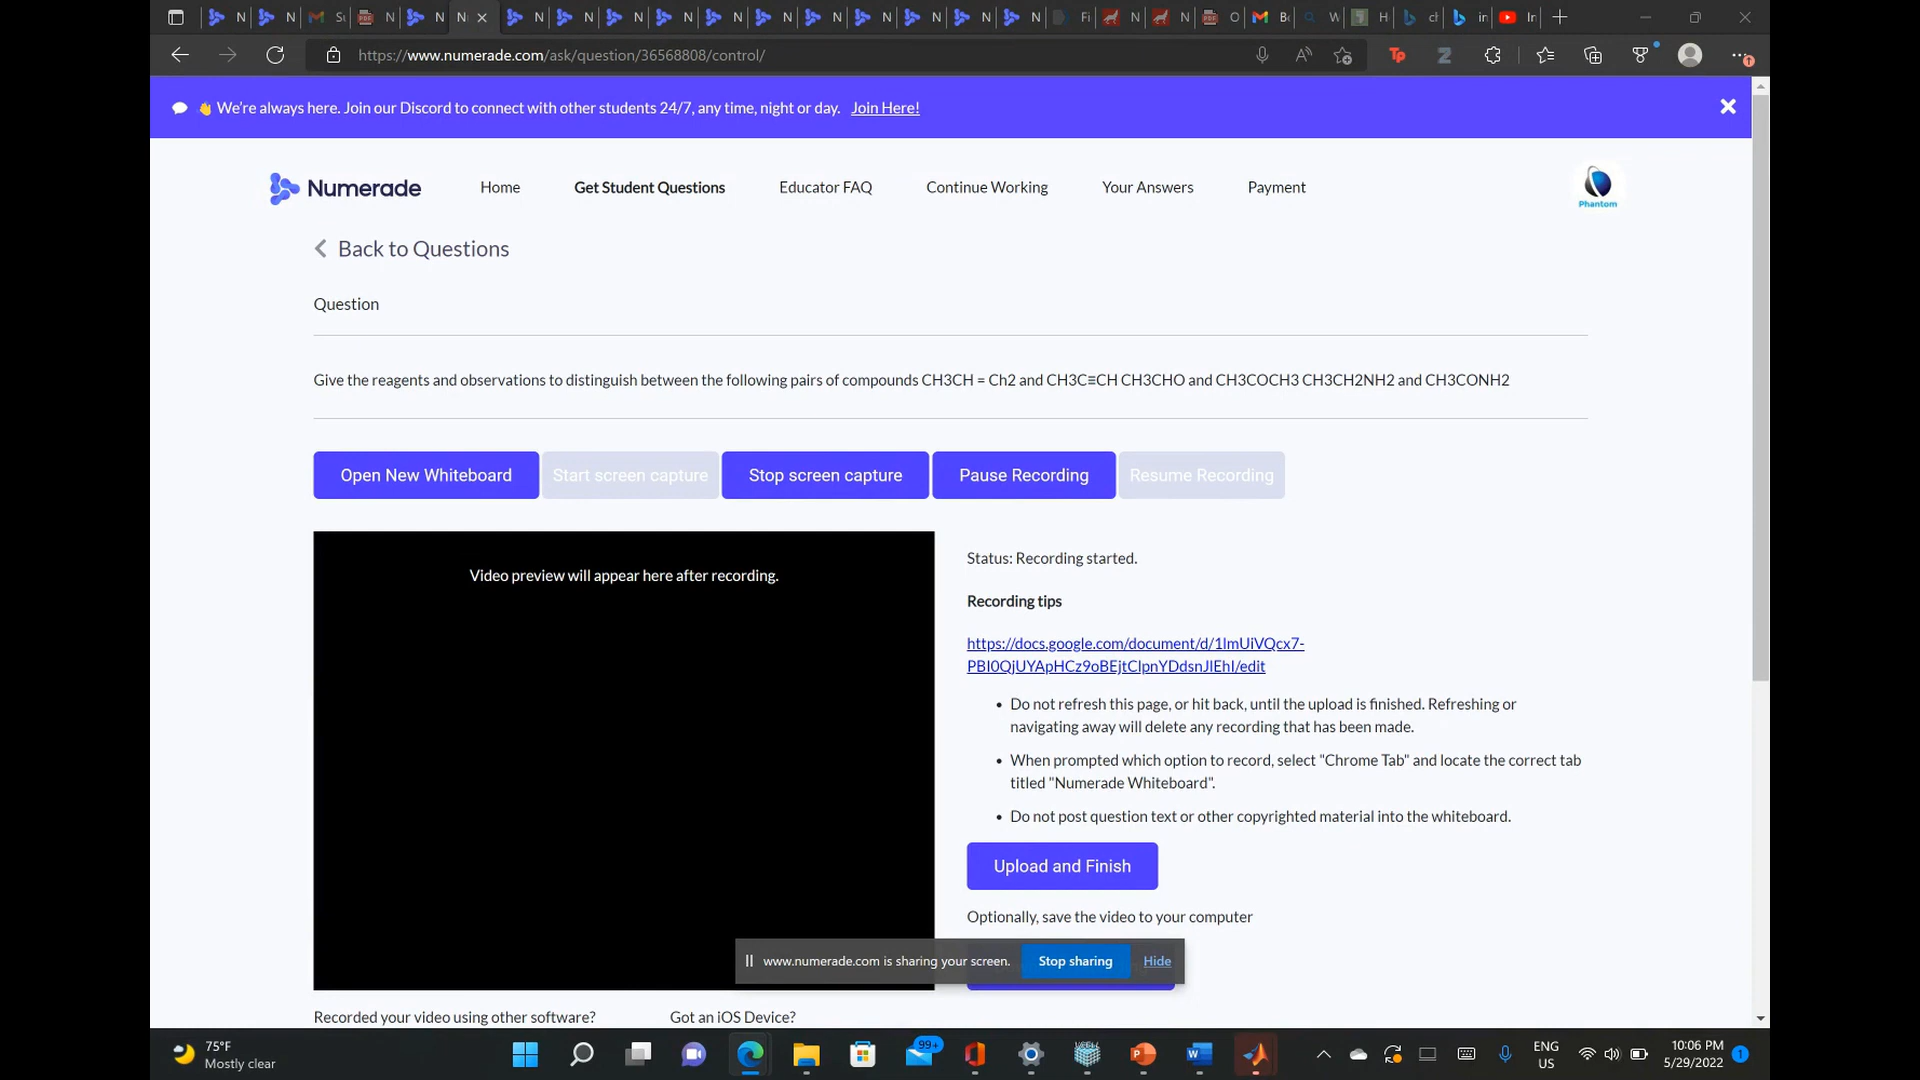 N N Su N N N N N N N N N N N N N N Fi N N O Bo W H ch in In
https://www.numerade.com/ask/question/36568808/control/
We're always here. Join our Discord to connect with other students 24/7, any time, night or day. Join Here!
Numerade Home Get Student Questions Educator FAQ Continue Working Your Answers Payment
Phantom
Back to Questions
Question
Give the reagents and observations to distinguish between the following pairs of compounds CH3CH = Ch2 and CH3C≡CH CH3CHO and CH3COCH3 CH3CH2NH2 and CH3CONH2
Open New Whiteboard Start screen capture Stop screen capture Pause Recording Resume Recording
Video preview will appear here after recording.
Status: Recording started.
Recording tips
https://docs.google.com/document/d/1lmUiVQcx7-
PBI0QjUYApHCz9oBEjtClpnYDdsnJlEhI/edit
Do not refresh this page, or hit back, until the upload is finished. Refreshing or
navigating away will delete any recording that has been made.
When prompted which option to record, select "Chrome Tab" and locate the correct tab
titled "Numerade Whiteboard".
Do not post question text or other copyrighted material into the whiteboard.
Upload and Finish
Optionally, save the video to your computer
www.numerade.com is sharing your screen. Stop sharing Hide
Recorded your video using other software? Got an iOS Device?
75°F
Mostly clear
99+
ENG
US
10:06 PM
5/29/2022
1